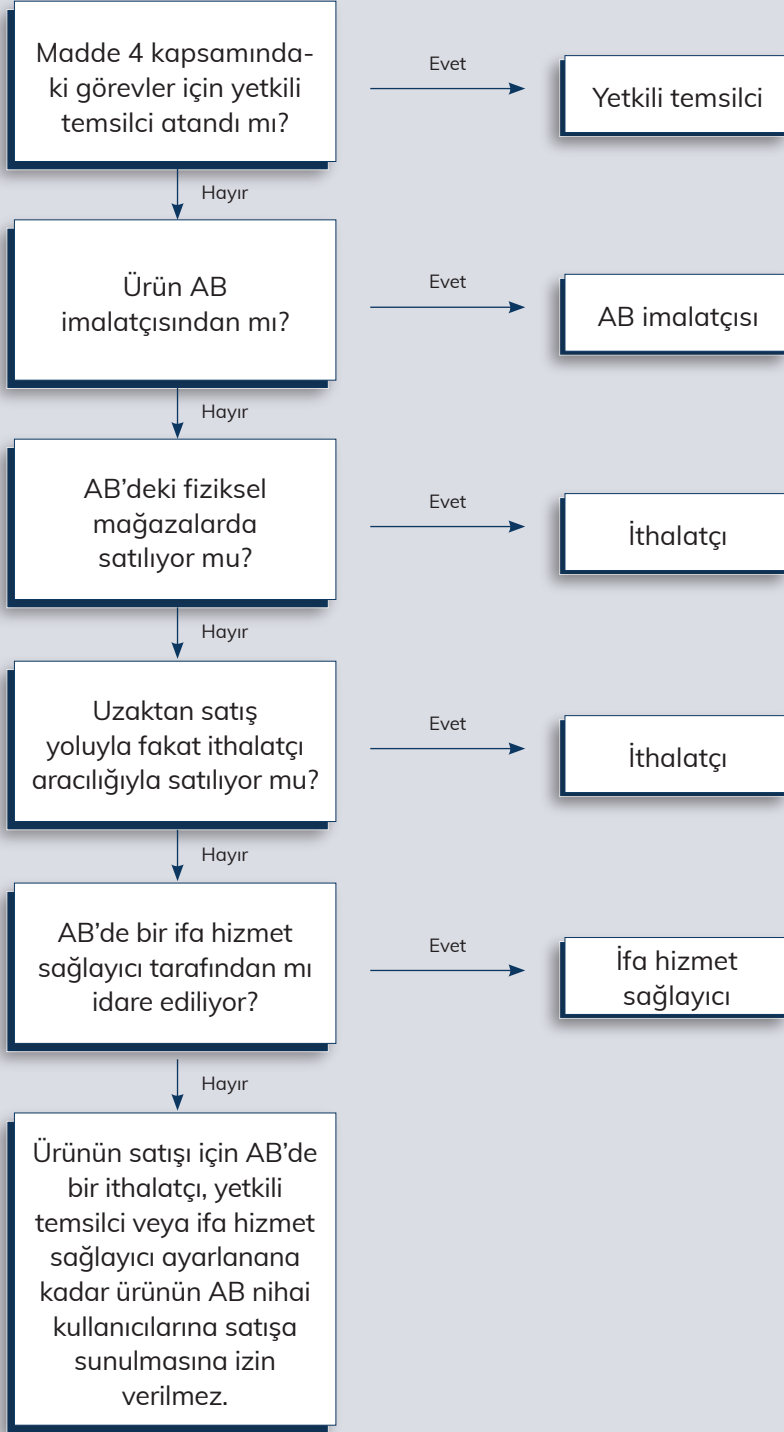 Madde 4 kapsamında-
ki görevler için yetkili
temsilci atandı mı?
Evet
Yetkili temsilci
Hayır
Ürün AB
imalatçısından mı?
Evet
AB imalatçısı
Hayır
AB’deki fiziksel
mağazalarda
satılıyor mu?
Evet
İthalatçı
Hayır
Uzaktan satış
yoluyla fakat ithalatçı
aracılığıyla satılıyor mu?
Evet
İthalatçı
Hayır
AB’de bir ifa hizmet
sağlayıcı tarafından mı
idare ediliyor?
Evet
İfa hizmet
sağlayıcı
Hayır
Ürünün satışı için AB’de
bir ithalatçı, yetkili
temsilci veya ifa hizmet
sağlayıcı ayarlanana
kadar ürünün AB nihai
kullanıcılarına satışa
sunulmasına izin
verilmez.